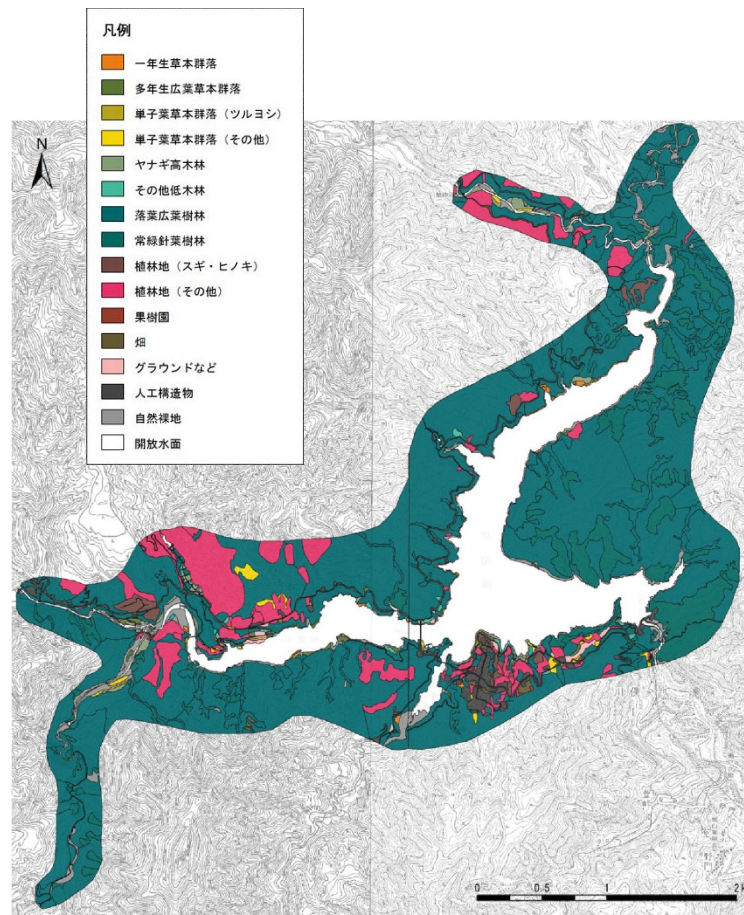 凡例
一年生草本群落
多年生広葉草本群落
単子葉草本群落（ツルヨシ）
単子葉草本群落（その他）
ヤナギ高木林
その他低木林
落葉広葉樹林
常緑針葉樹林
植林地（スギ・ヒノキ）
植林地（その他）
果樹園
畑
グラウンドなど
人工構造物
自然裸地
開放水面
N
0 0.5 1 2